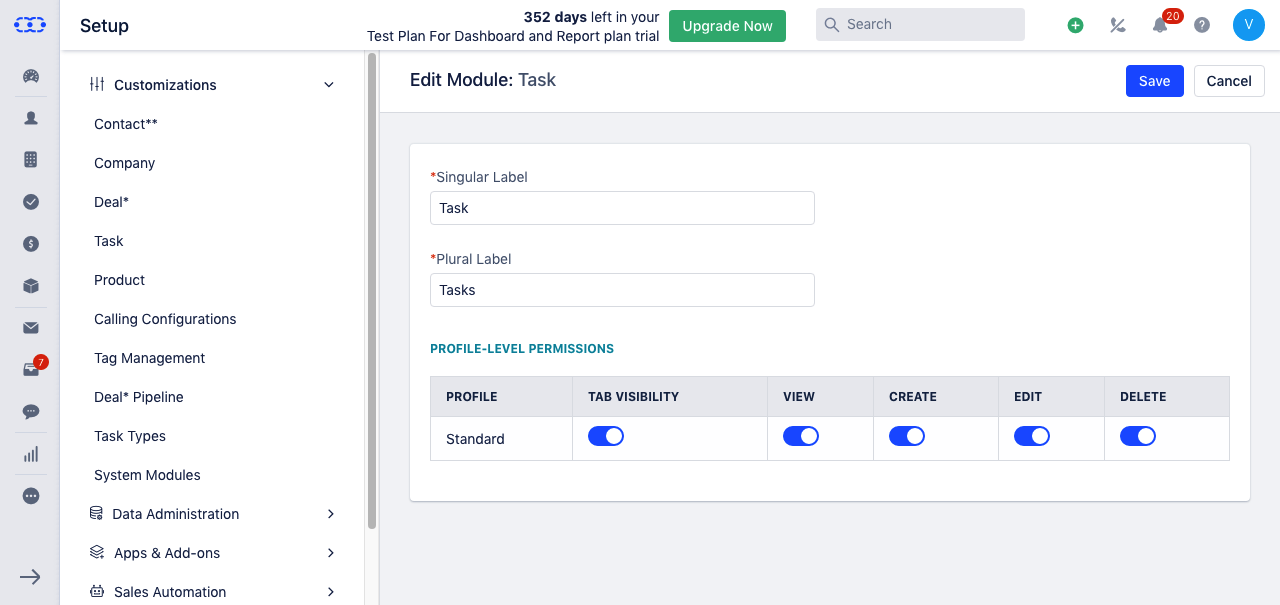 Setup
352 days left in your
Test Plan For Dashboard and Report plan trial
Upgrade Now
Search
20
V
7
Customizations
Contact**
Company
Deal*
Task
Product
Calling Configurations
Tag Management
Deal* Pipeline
Task Types
System Modules
Data Administration
Apps & Add-ons
Sales Automation
Edit Module: Task
Save
Cancel
*Singular Label
Task
*Plural Label
Tasks
PROFILE-LEVEL PERMISSIONS
PROFILE TAB VISIBILITY VIEW CREATE EDIT DELETE
Standard